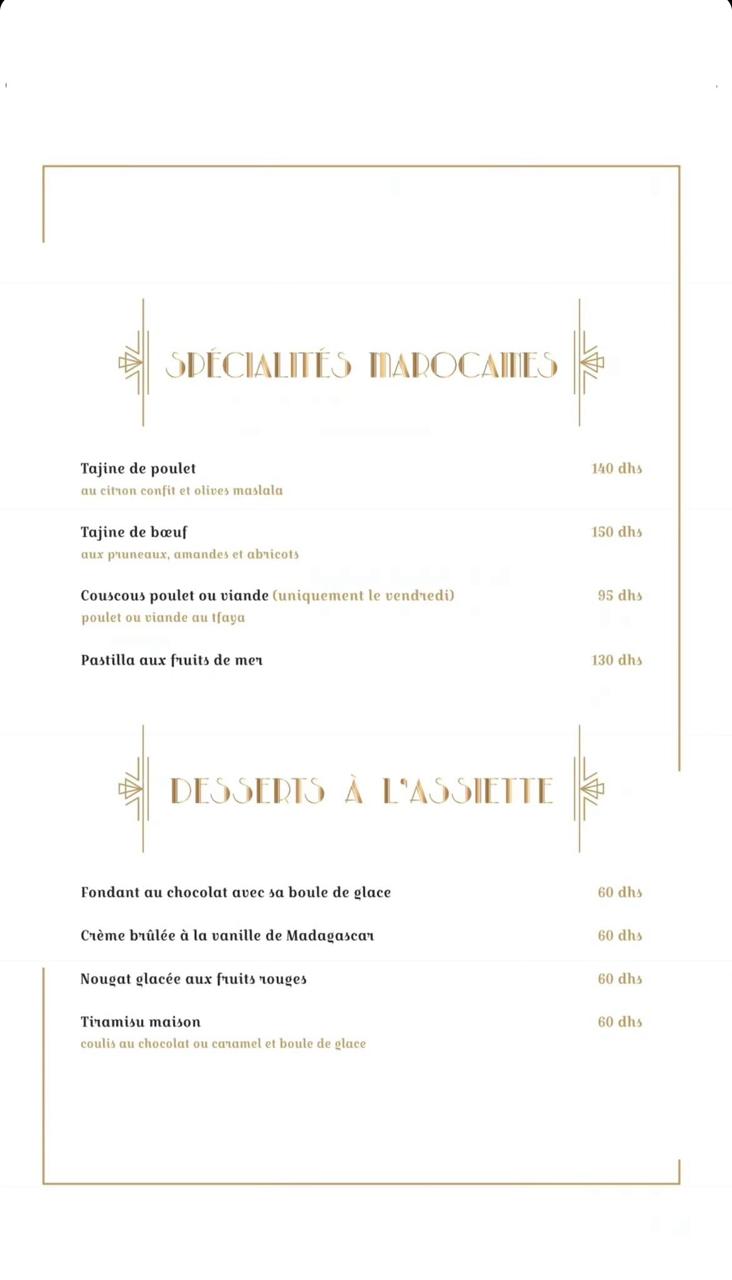 SPÉCIALITÉS MAROCAINES
Tajine de poulet 140 dhs
au citron confit et olives maslala
Tajine de bœuf 150 dhs
aux pruneaux, amandes et abricots
Couscous poulet ou viande (uniquement le vendredi) 95 dhs
poulet ou viande au tfaya
Pastilla aux fruits de mer 130 dhs
DESSERTS À L'ASSIETTE
Fondant au chocolat avec sa boule de glace 60 dhs
Crème brûlée à la vanille de Madagascar 60 dhs
Nougat glacée aux fruits rouges 60 dhs
Tiramisu maison 60 dhs
coulis au chocolat ou caramel et boule de glace